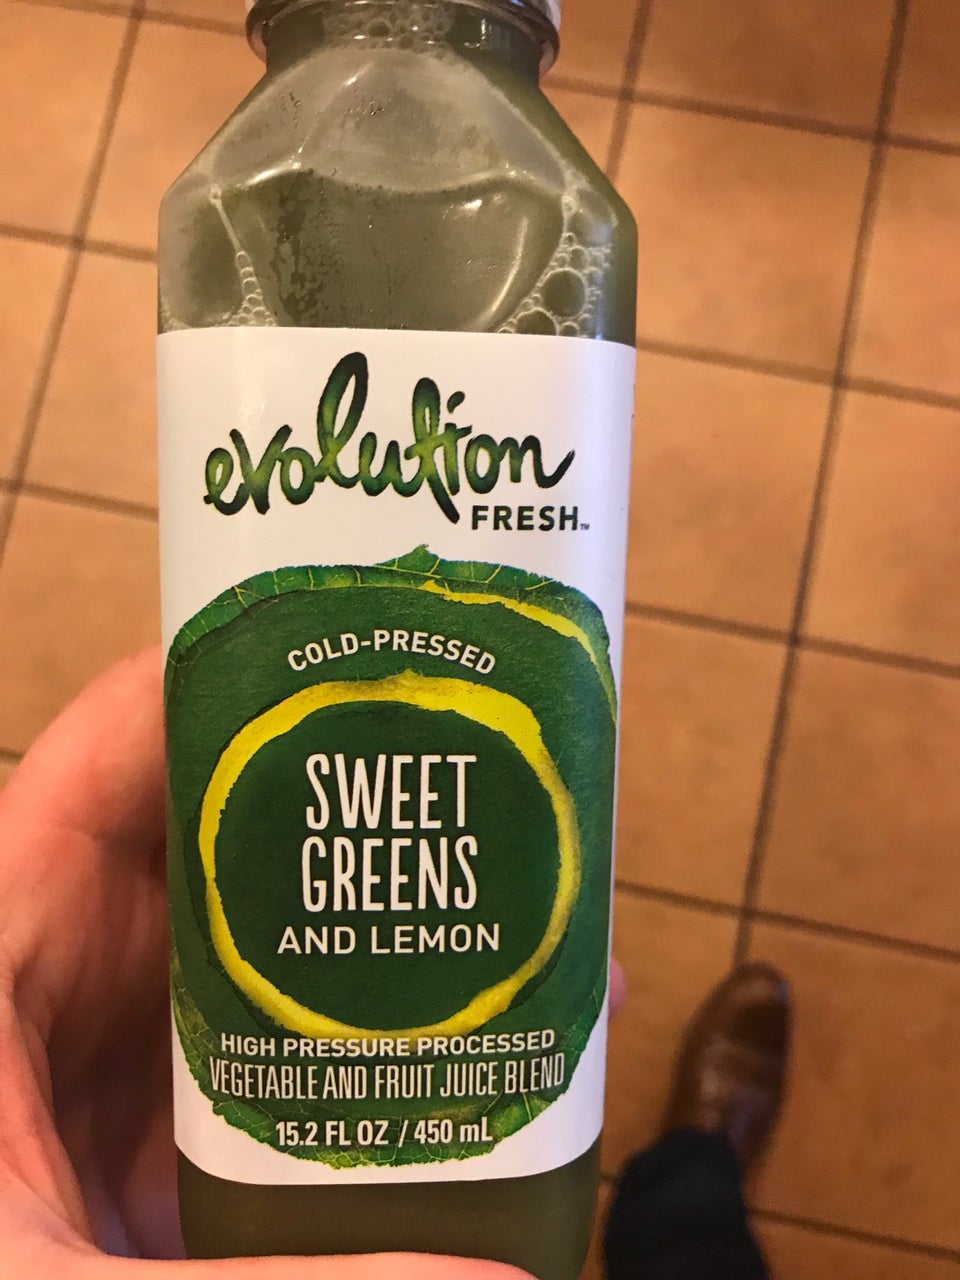 evolution
FRESH™
COLD-PRESSED
SWEET
GREENS
AND LEMON
HIGH PRESSURE PROCESSED
VEGETABLE AND FRUIT JUICE BLEND
15.2 FL OZ / 450 mL